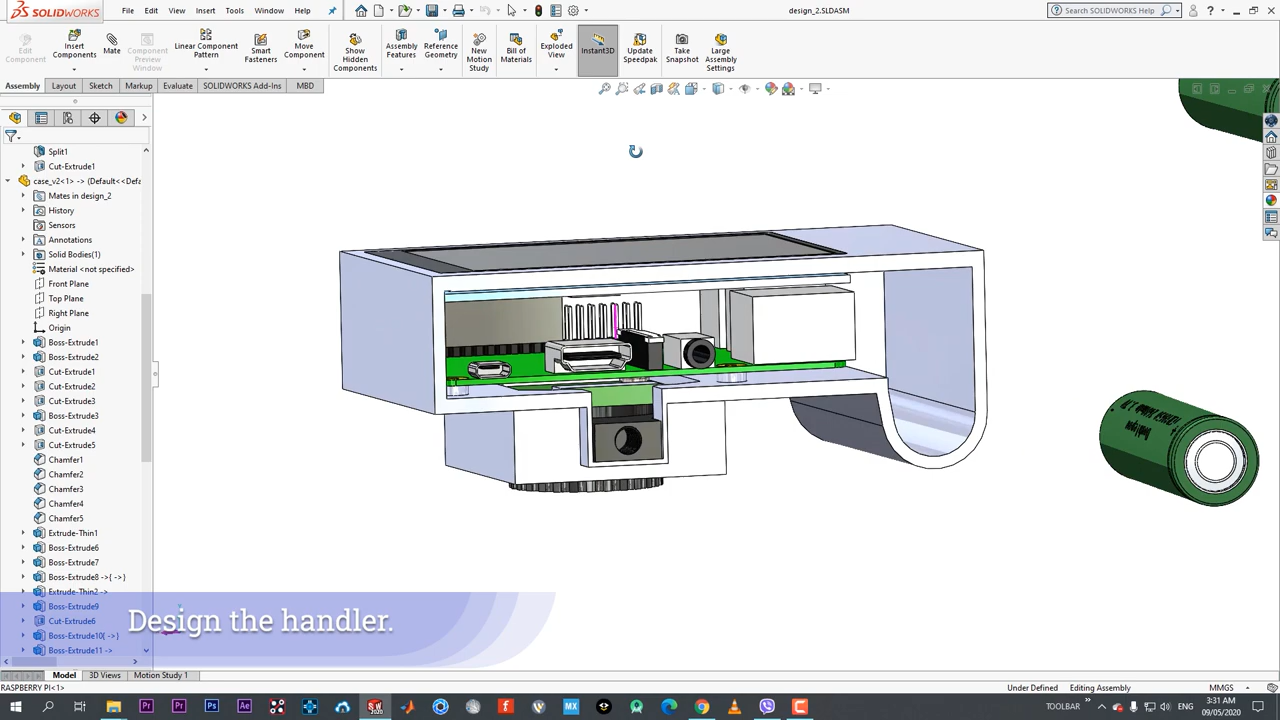 SOLIDWORKS
File Edit View Insert Tools Window Help
design_2.SLDASM
Search SOLIDWORKS Help
Edit Component
Insert Components
Mate
Component Preview Window
Linear Component Pattern
Smart Fasteners
Move Component
Show Hidden Components
Assembly Features
Reference Geometry
New Motion Study
Bill of Materials
Exploded View
Instant3D
Update Speedpak
Take Snapshot
Large Assembly Settings
Assembly Layout Sketch Markup Evaluate SOLIDWORKS Add-Ins MBD
Split1
Cut-Extrude1
case_v2<1> -> (Default<<Defa
Mates in design_2
History
Sensors
Annotations
Solid Bodies(1)
Material <not specified>
Front Plane
Top Plane
Right Plane
Origin
Boss-Extrude1
Boss-Extrude2
Cut-Extrude1
Cut-Extrude2
Cut-Extrude3
Boss-Extrude3
Cut-Extrude4
Cut-Extrude5
Chamfer1
Chamfer2
Chamfer3
Chamfer4
Chamfer5
Extrude-Thin1
Boss-Extrude6
Boss-Extrude7
Boss-Extrude8 ->{ ->}
Extrude-Thin2 ->
Boss-Extrude9
Cut-Extrude6
Boss-Extrude10{ ->}
Boss-Extrude11 ->
Design the handler.
Model 3D Views Motion Study 1
RASPBERRY PI<1>
Under Defined Editing Assembly MMGS
TOOLBAR ENG 3:31 AM
09/05/2020